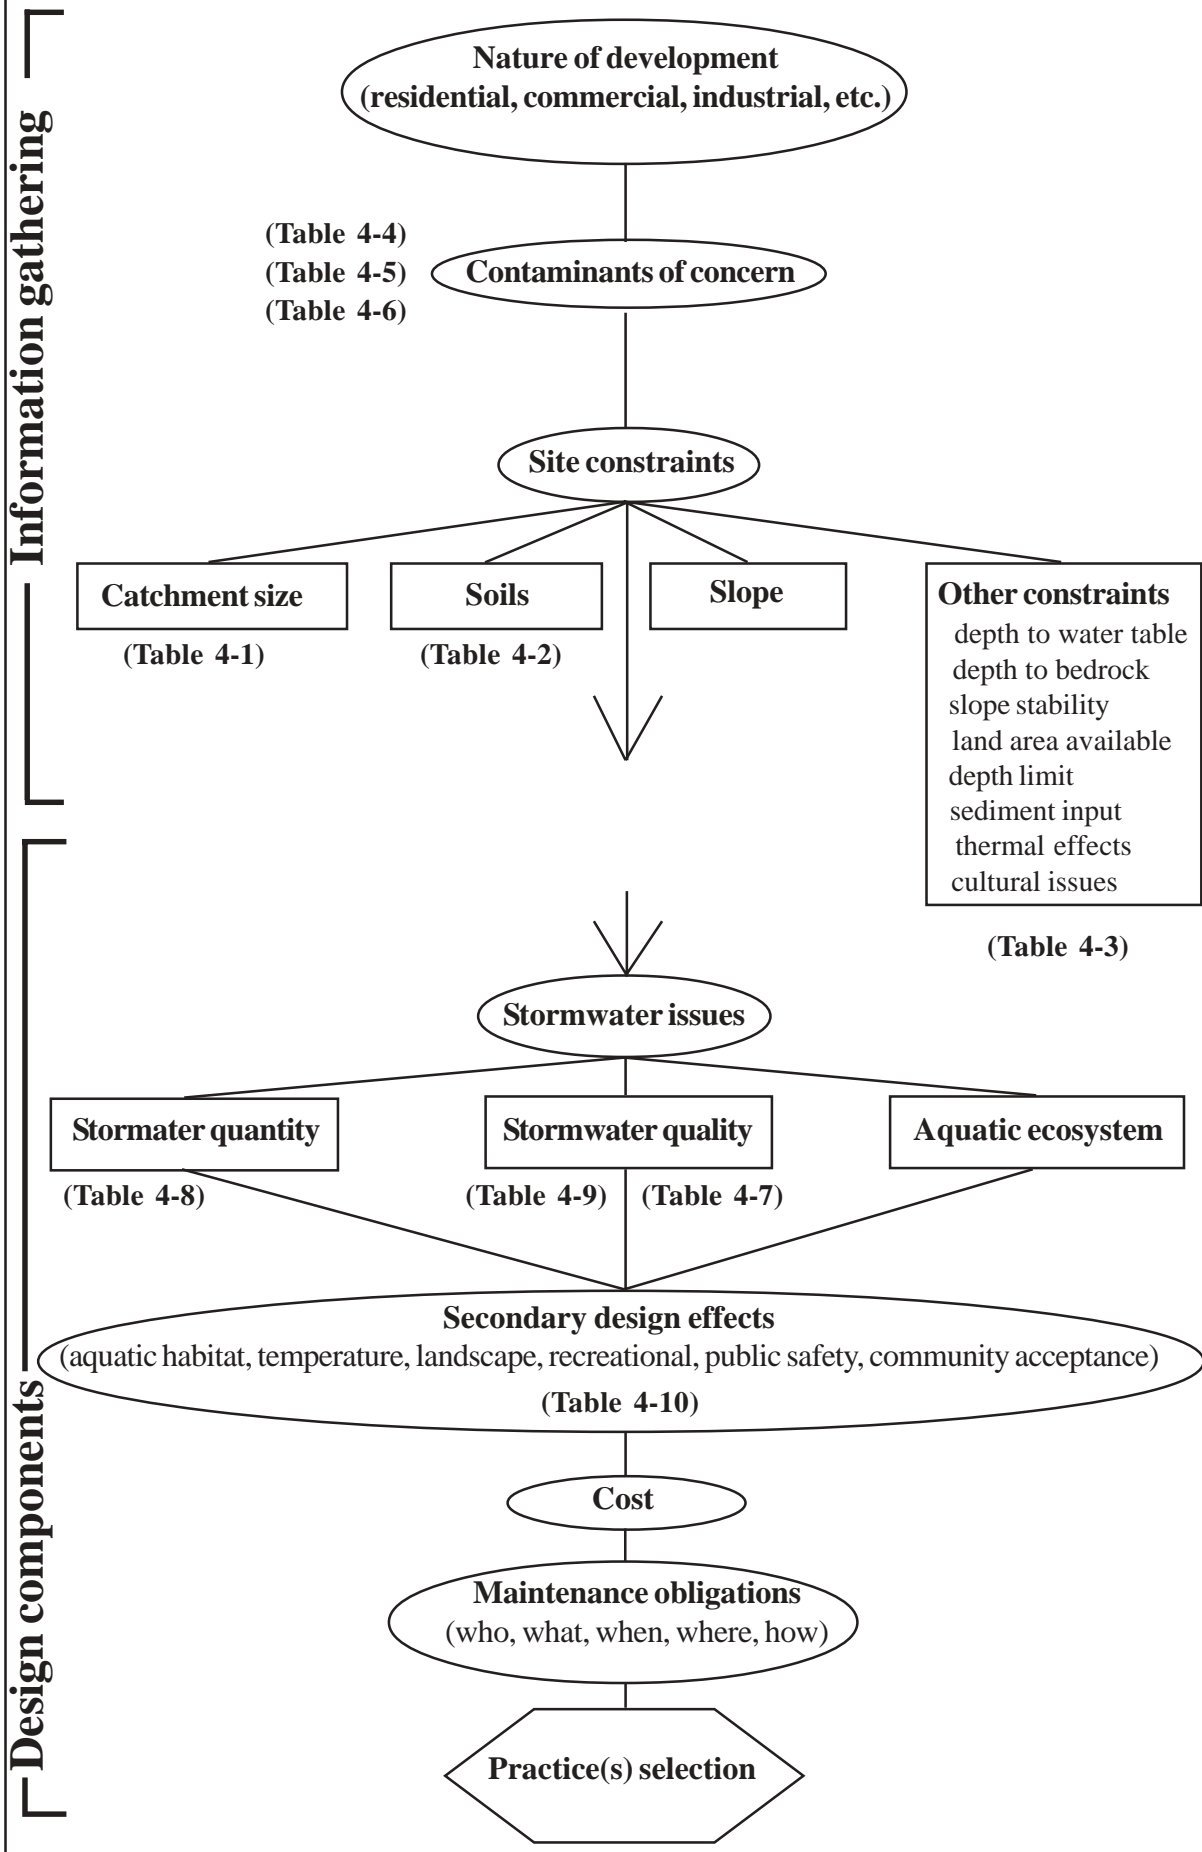 Information gathering
Nature of development
(residential, commercial, industrial, etc.)
(Table 4-4)
(Table 4-5)
(Table 4-6)
Contaminants of concern
Site constraints
Catchment size
(Table 4-1)
Soils
(Table 4-2)
Slope
Other constraints
depth to water table
depth to bedrock
slope stability
land area available
depth limit
sediment input
thermal effects
cultural issues
(Table 4-3)
Design components
Stormwater issues
Stormater quantity
(Table 4-8)
Stormwater quality
(Table 4-9)
(Table 4-7)
Aquatic ecosystem
Secondary design effects
(aquatic habitat, temperature, landscape, recreational, public safety, community acceptance)
(Table 4-10)
Cost
Maintenance obligations
(who, what, when, where, how)
Practice(s) selection